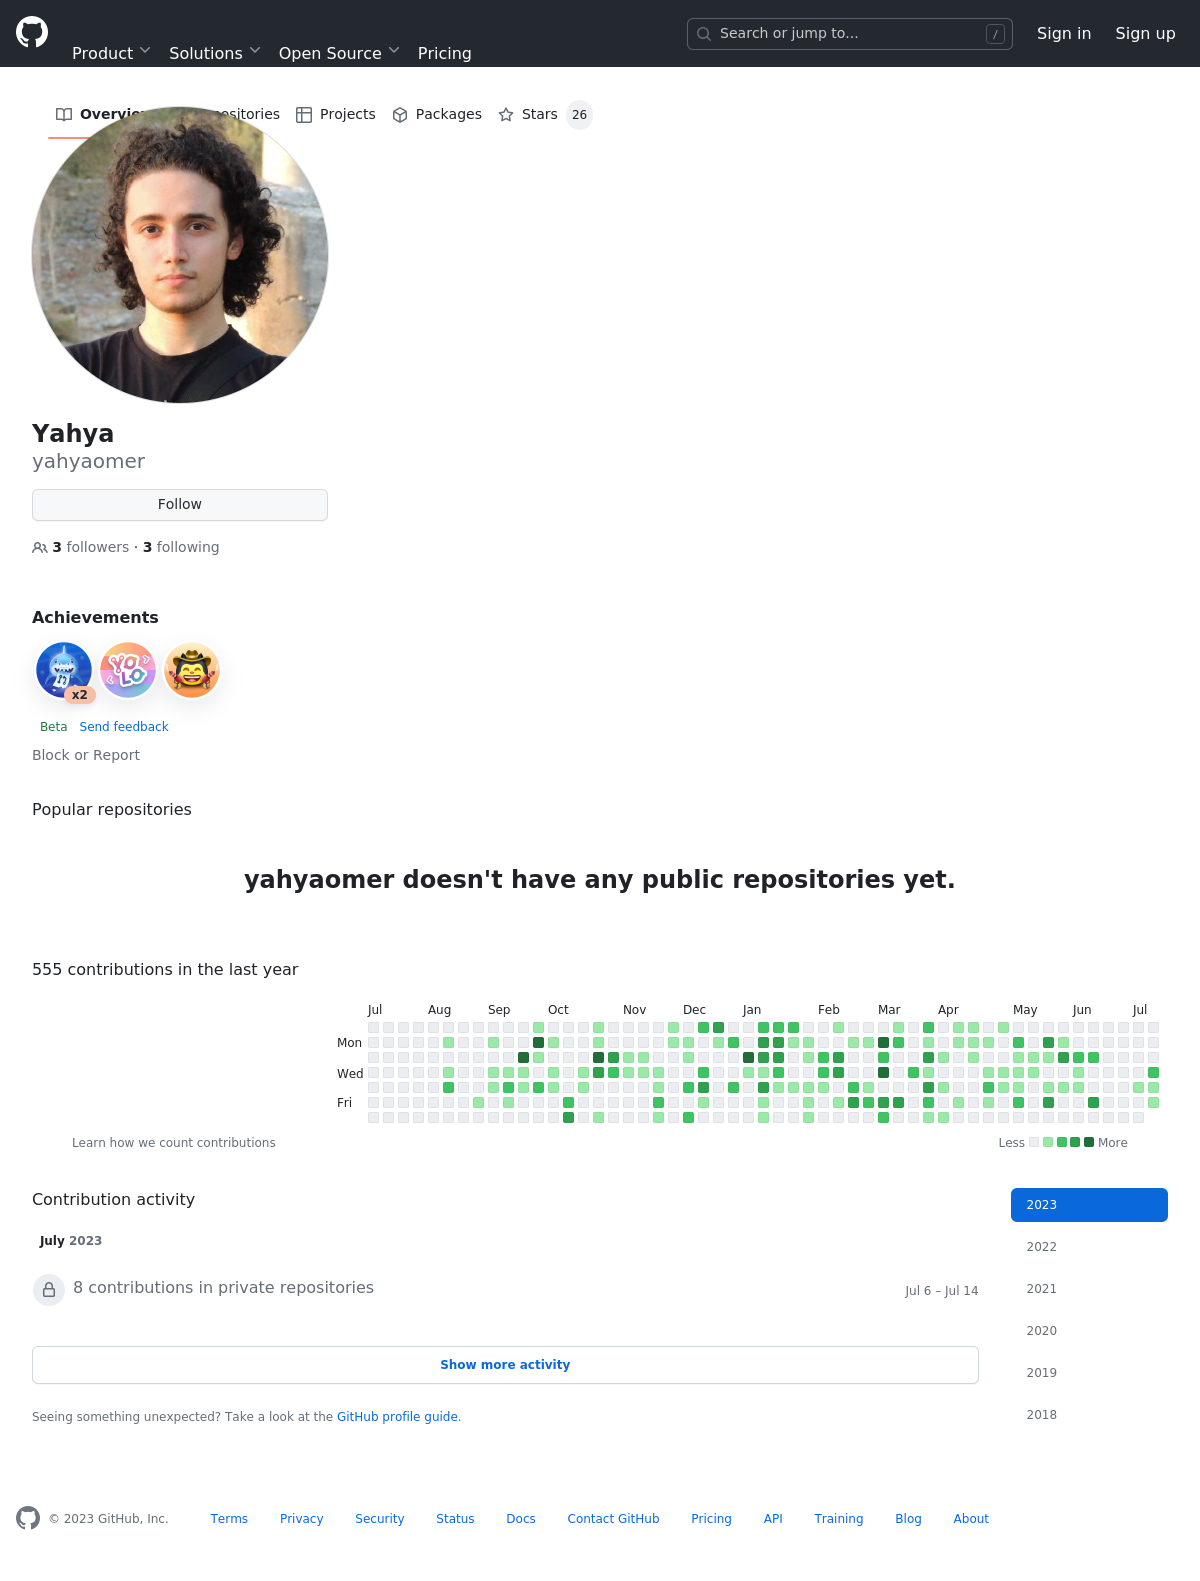 Product Solutions Open Source Pricing
Search or jump to... /
Sign in Sign up
Overvie ositories Projects Packages Stars 26
Yahya
yahyaomer
Follow
3 followers · 3 following
Achievements
YOLO
x2
Beta Send feedback
Block or Report
Popular repositories
yahyaomer doesn't have any public repositories yet.
555 contributions in the last year
Jul Aug Sep Oct Nov Dec Jan Feb Mar Apr May Jun Jul
Mon
Wed
Fri
Learn how we count contributions
Less More
Contribution activity
July 2023
8 contributions in private repositories
Jul 6 – Jul 14
Show more activity
Seeing something unexpected? Take a look at the GitHub profile guide.
2023
2022
2021
2020
2019
2018
© 2023 GitHub, Inc.
Terms Privacy Security Status Docs Contact GitHub Pricing API Training Blog About